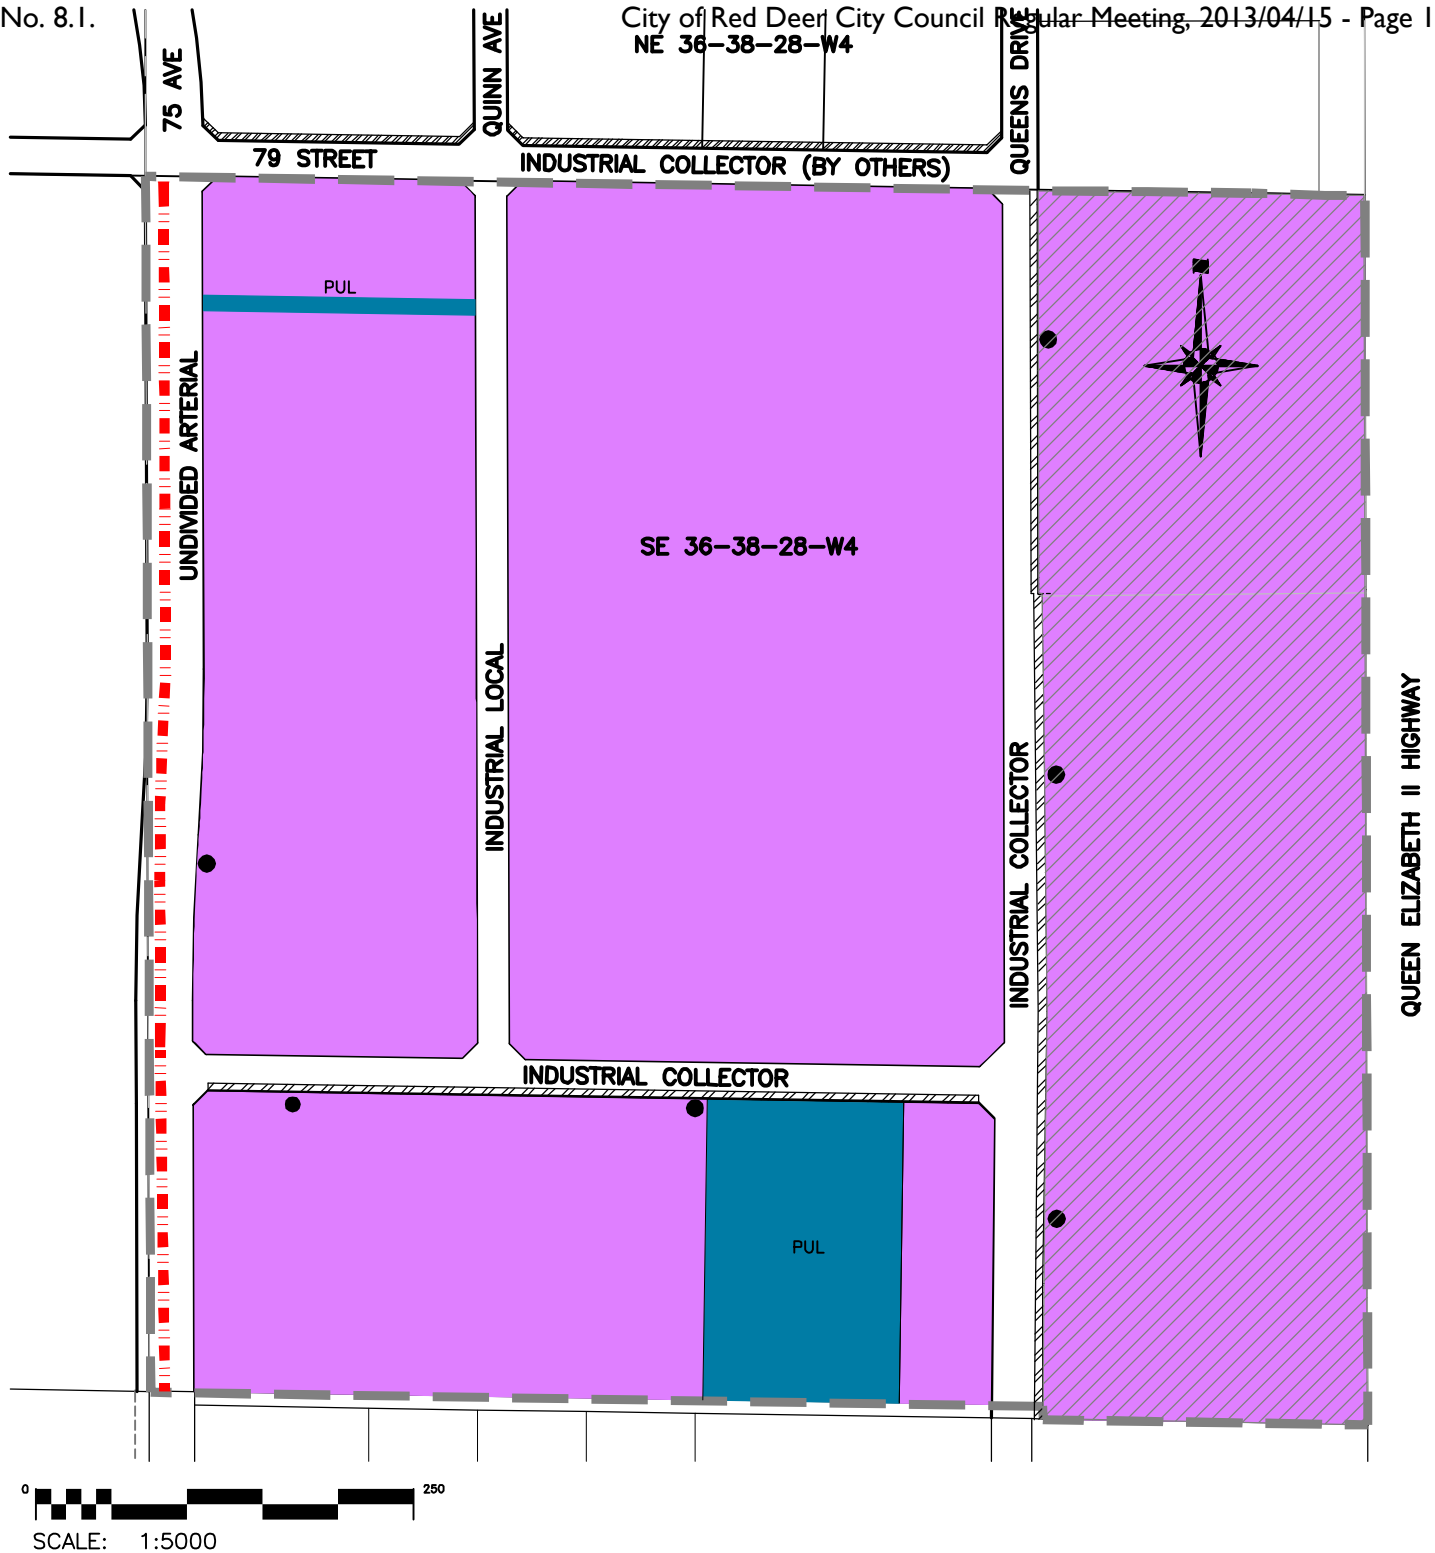 No. 8.1.
City of Red Deer City Council Regular Meeting, 2013/04/15 - Page 1
NE 36-38-28-W4
75 AVE
QUINN AVE
QUEENS DRIVE
79 STREET
INDUSTRIAL COLLECTOR (BY OTHERS)
PUL
UNDIVIDED ARTERIAL
SE 36-38-28-W4
INDUSTRIAL LOCAL
INDUSTRIAL COLLECTOR
QUEEN ELIZABETH II HIGHWAY
INDUSTRIAL COLLECTOR
PUL
0 250
SCALE: 1:5000